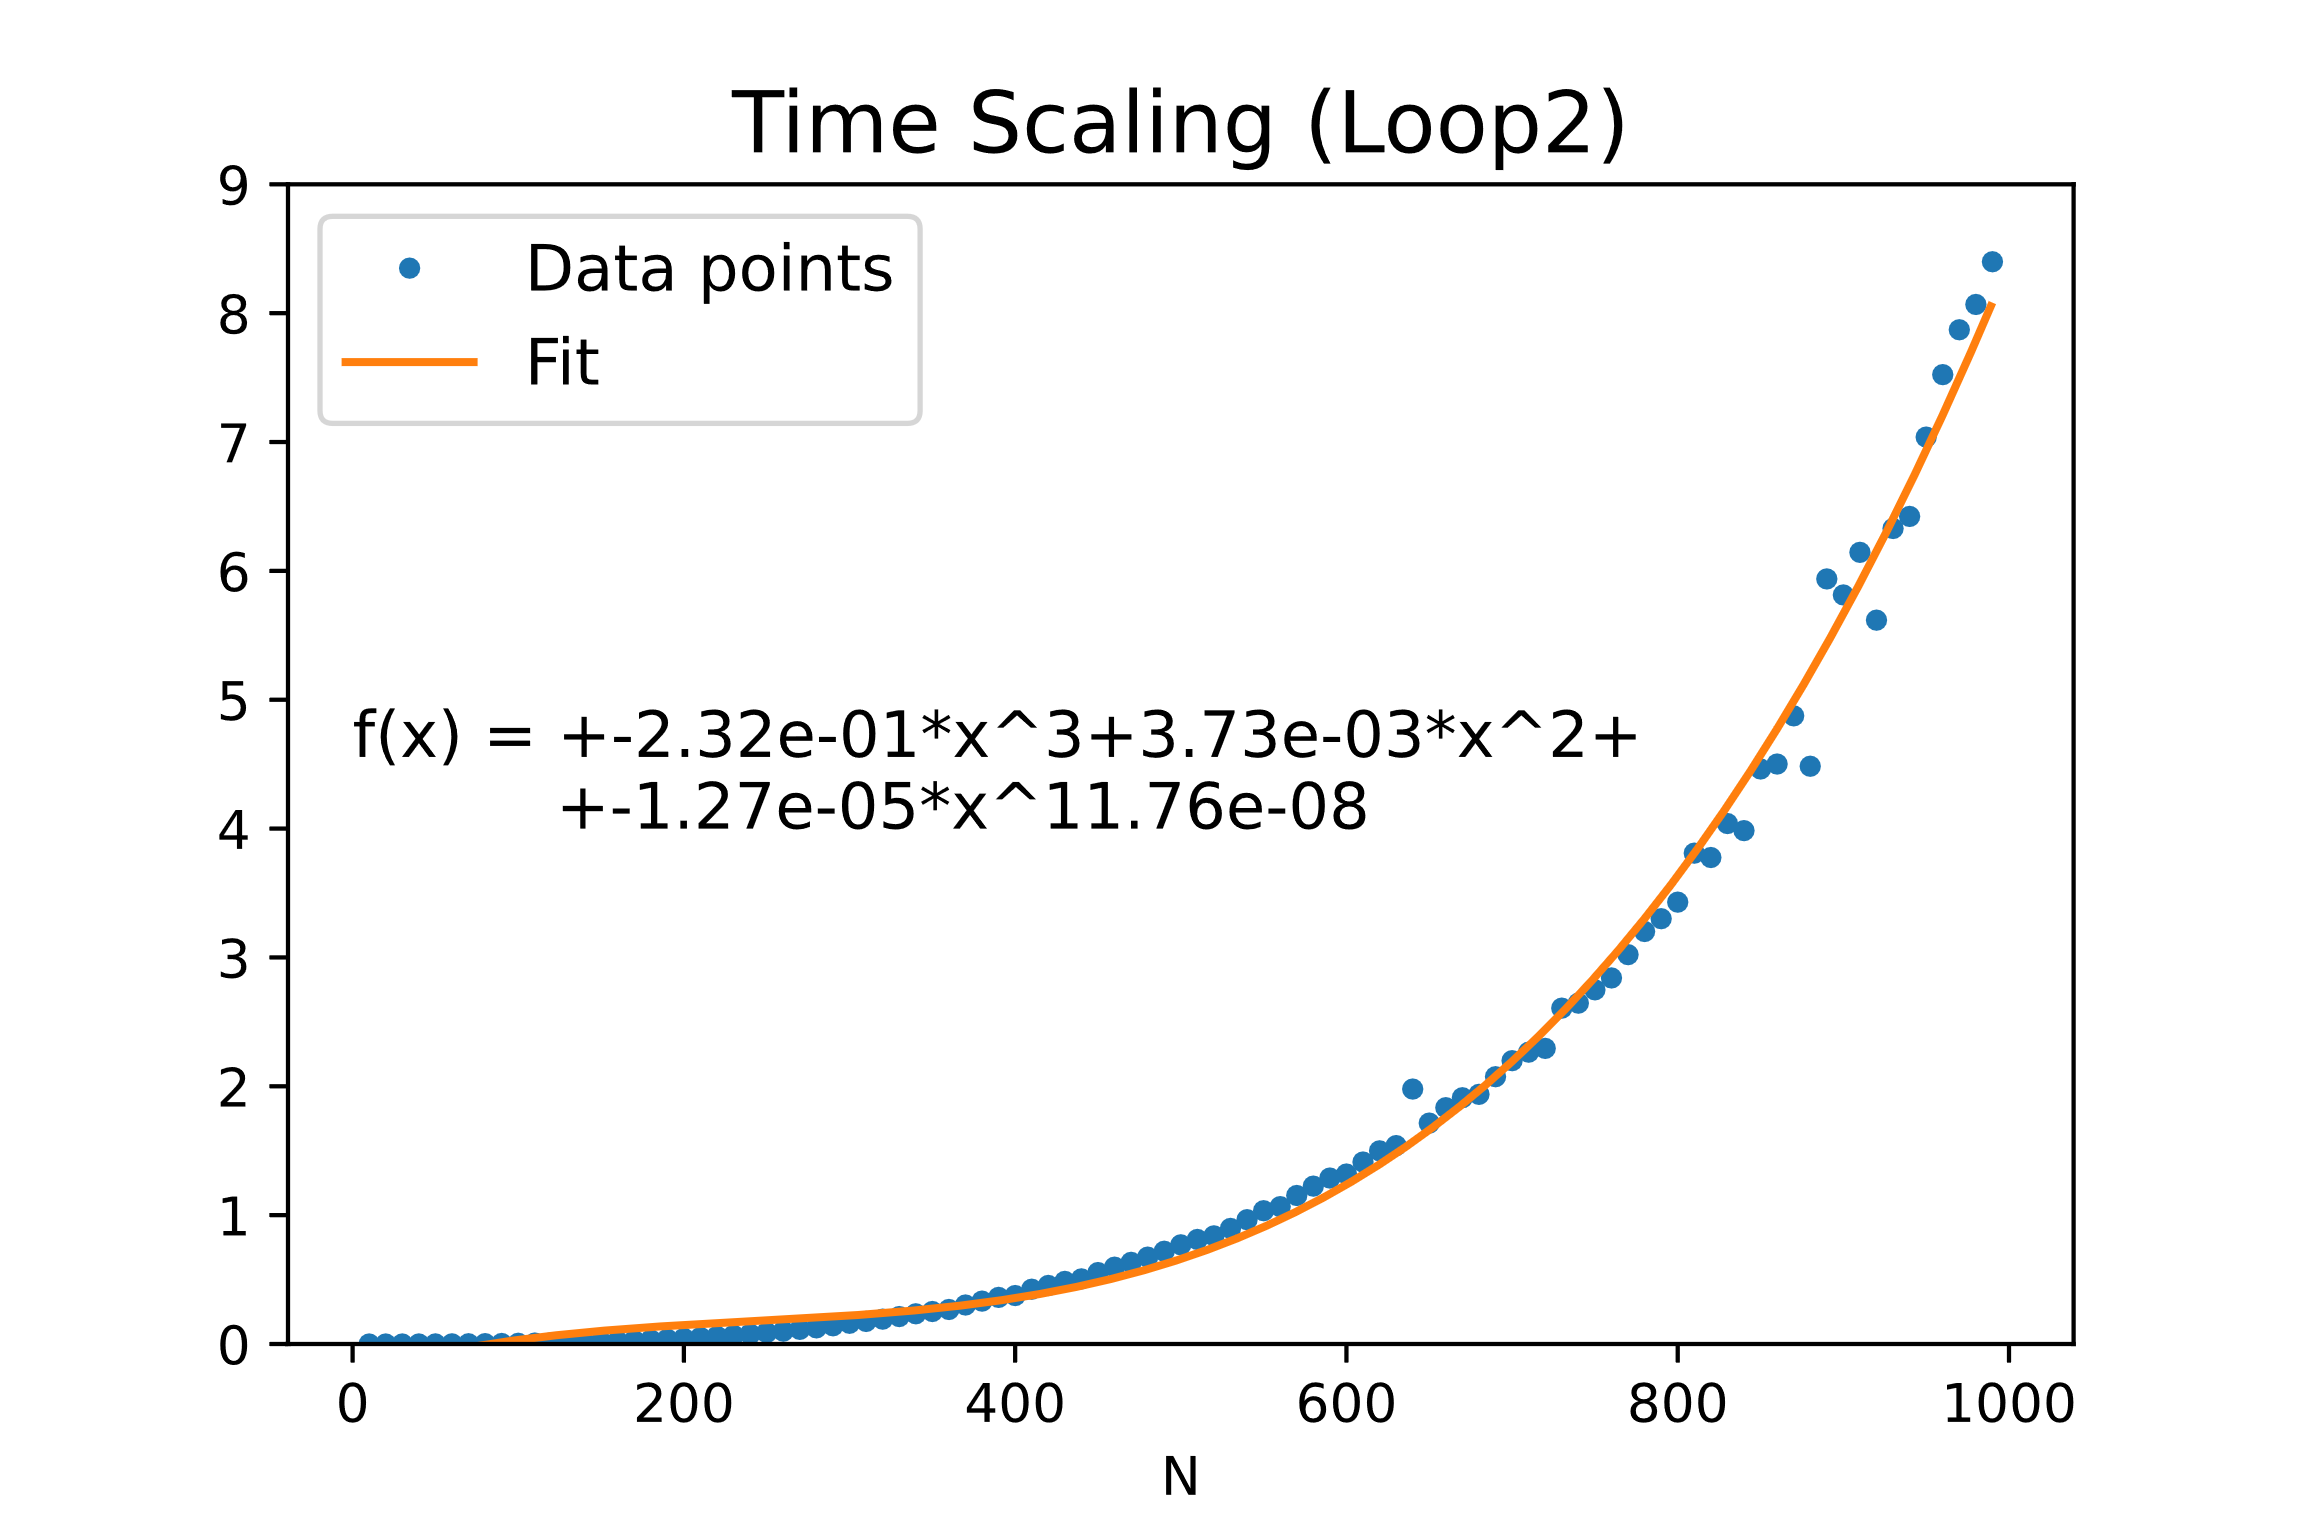 Time Scaling (Loop2)
9
8
7
6
5
4
3
2
1
0
Data points
Fit
f(x) = +-2.32e-01*x^3+3.73e-03*x^2+
+-1.27e-05*x^11.76e-08
0 200 400 600 800 1000
N